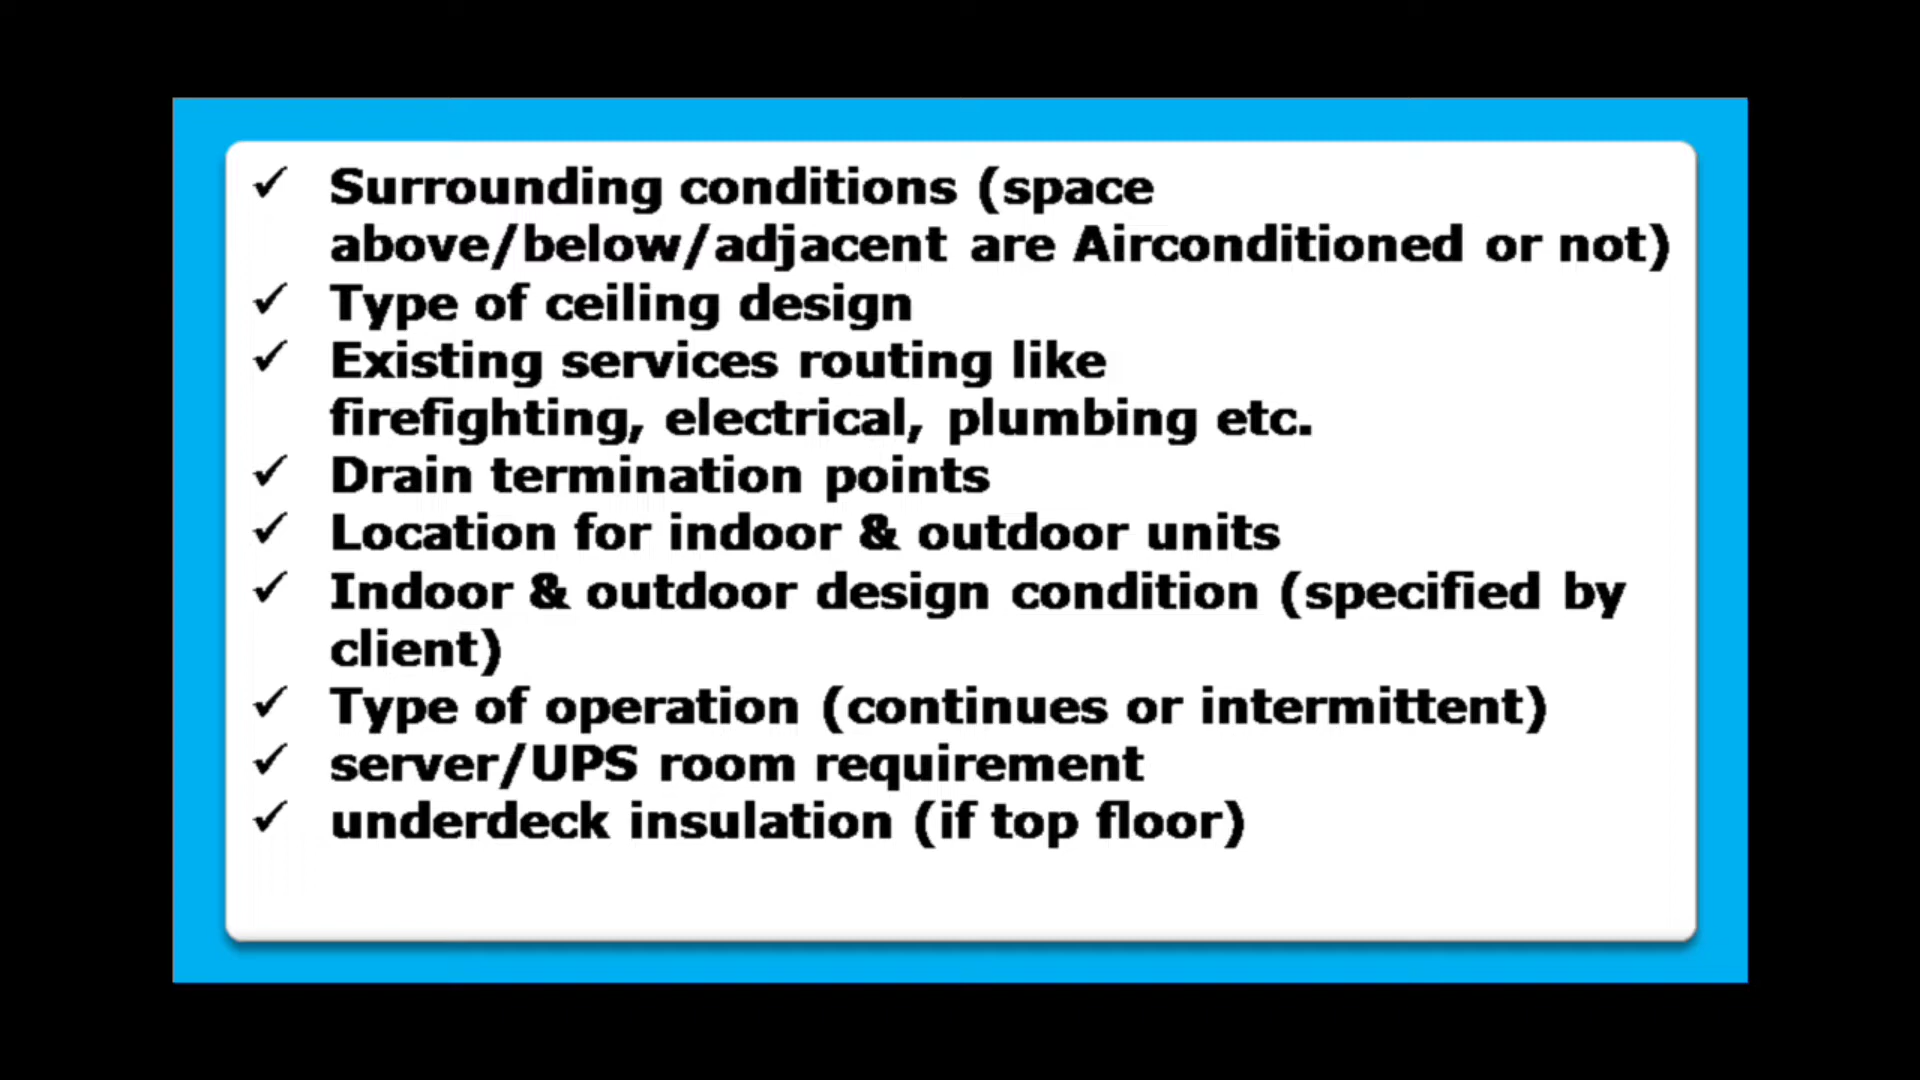 ✓ Surrounding conditions (space
above/below/adjacent are Airconditioned or not)
✓ Type of ceiling design
✓ Existing services routing like
firefighting, electrical, plumbing etc.
✓ Drain termination points
✓ Location for indoor & outdoor units
✓ Indoor & outdoor design condition (specified by
client)
✓ Type of operation (continues or intermittent)
✓ server/UPS room requirement
✓ underdeck insulation (if top floor)